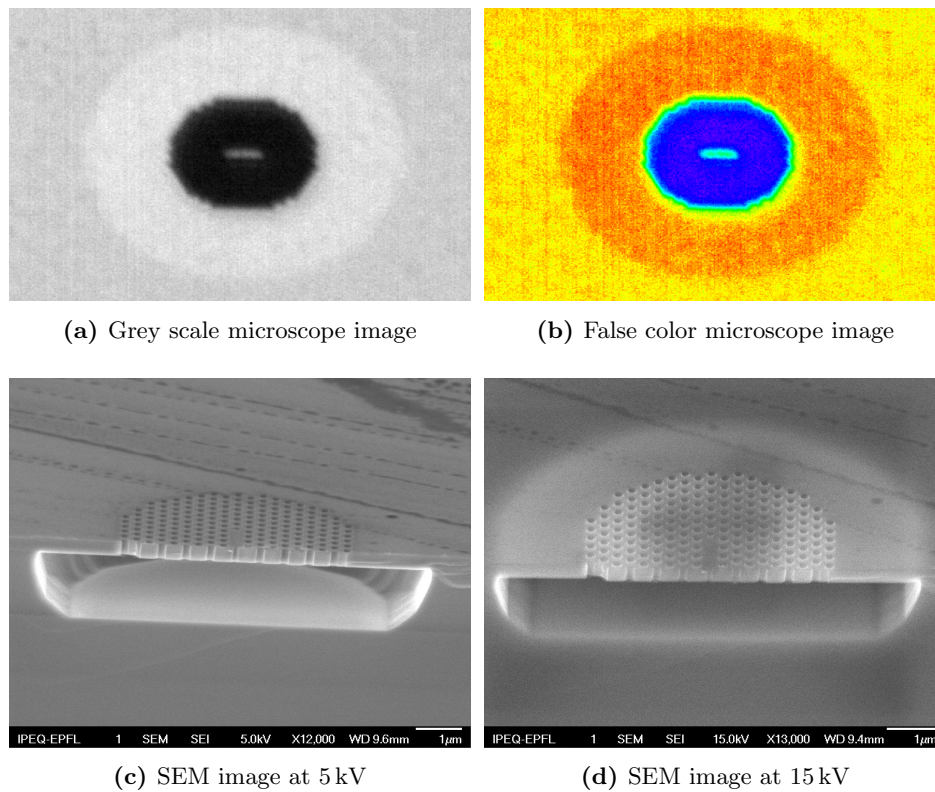 (a) Grey scale microscope image
(b) False color microscope image
IPEQ-EPFL 1 SEM SEI 5.0kV X12,000 WD 9.6mm 1µm
IPEQ-EPFL 1 SEM SEI 15.0kV X13,000 WD 9.4mm 1µm
(c) SEM image at 5 kV
(d) SEM image at 15 kV